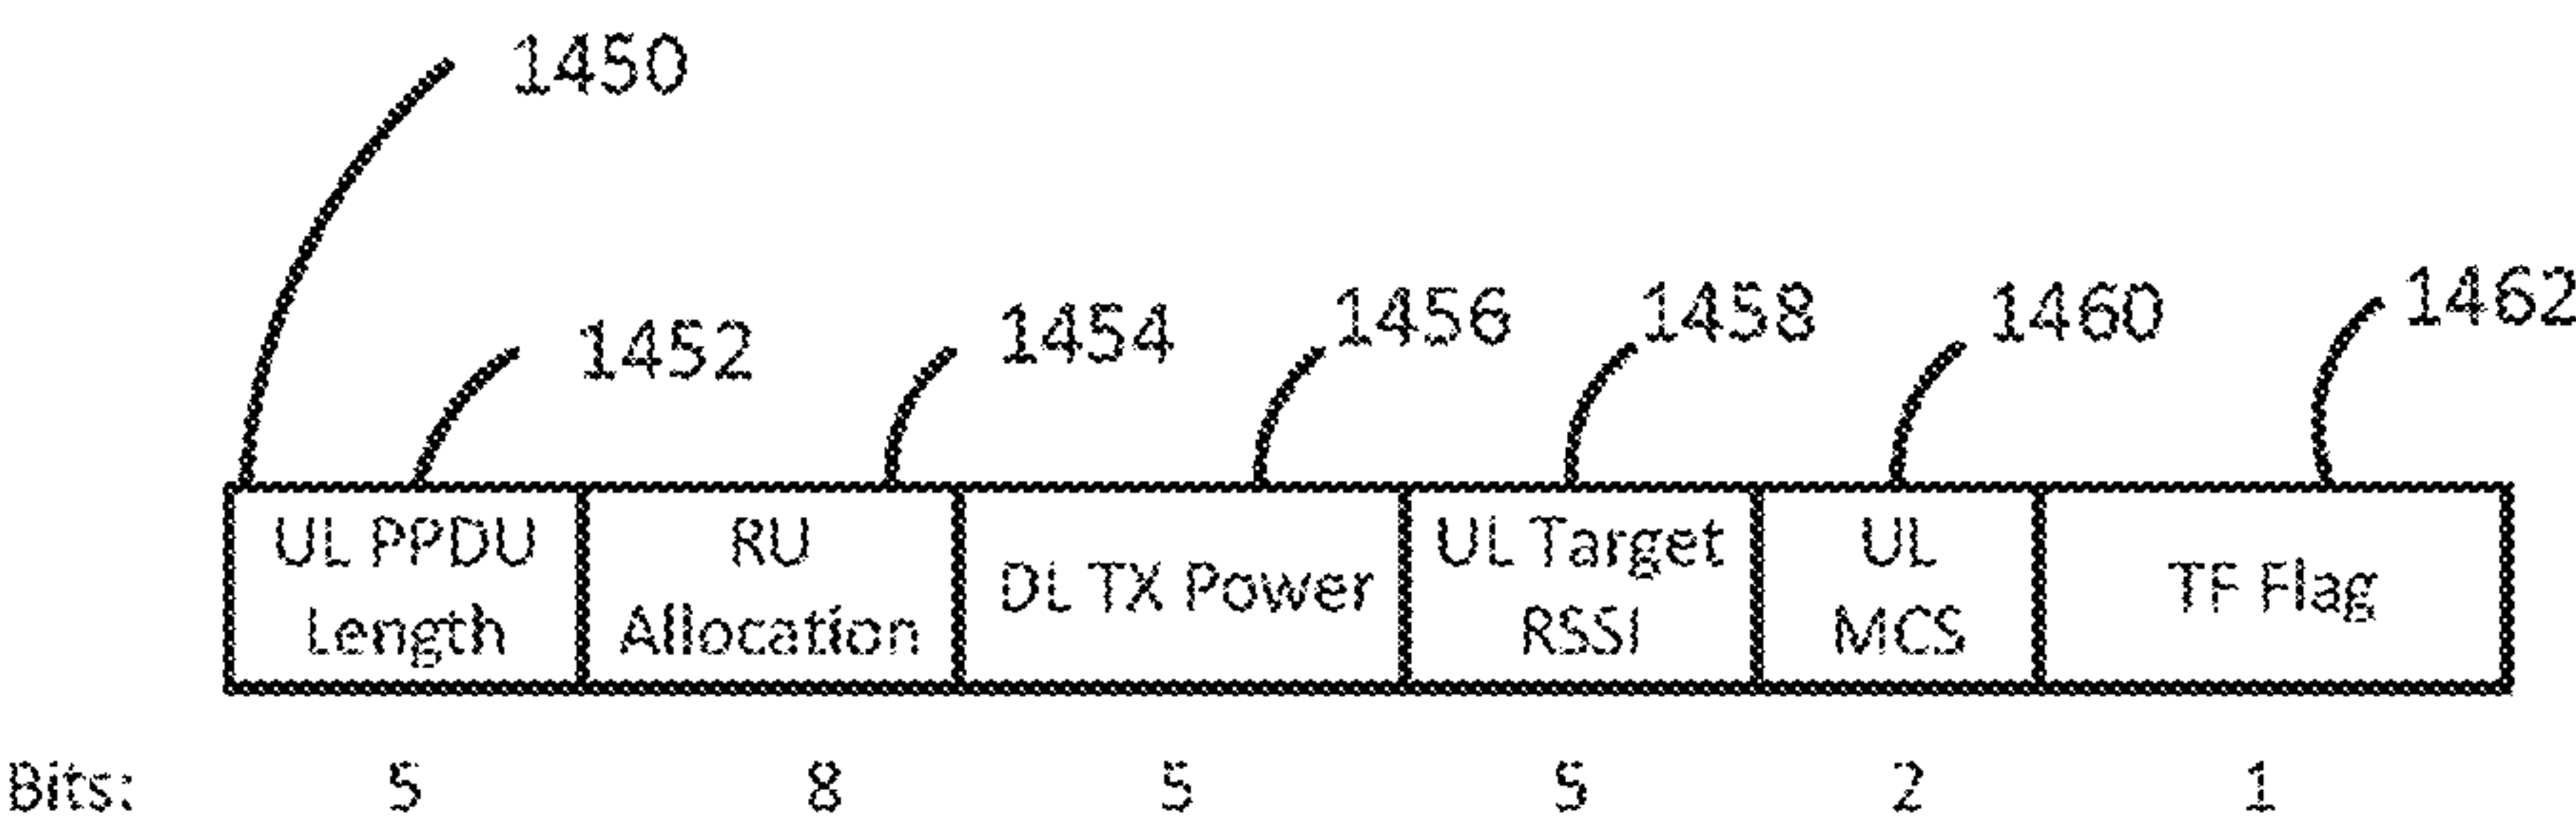 1450
1452 1454 1456 1458 1460 1462
UL PPDU RU DL TX Power UL Target UL TF Flag
Length Allocation RSSI MCS
Bits: 5 8 5 5 2 1